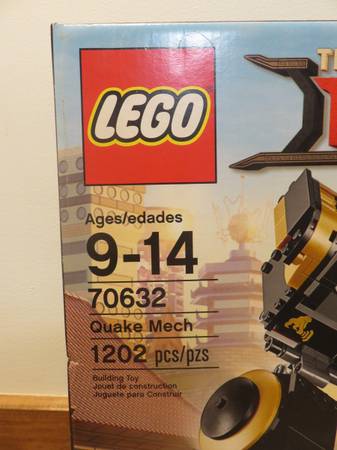 LEGO
Ages/edades
9-14
70632
Quake Mech
1202 pcs/pzs
Building Toy
Jouet de construction
Juguete para Construir